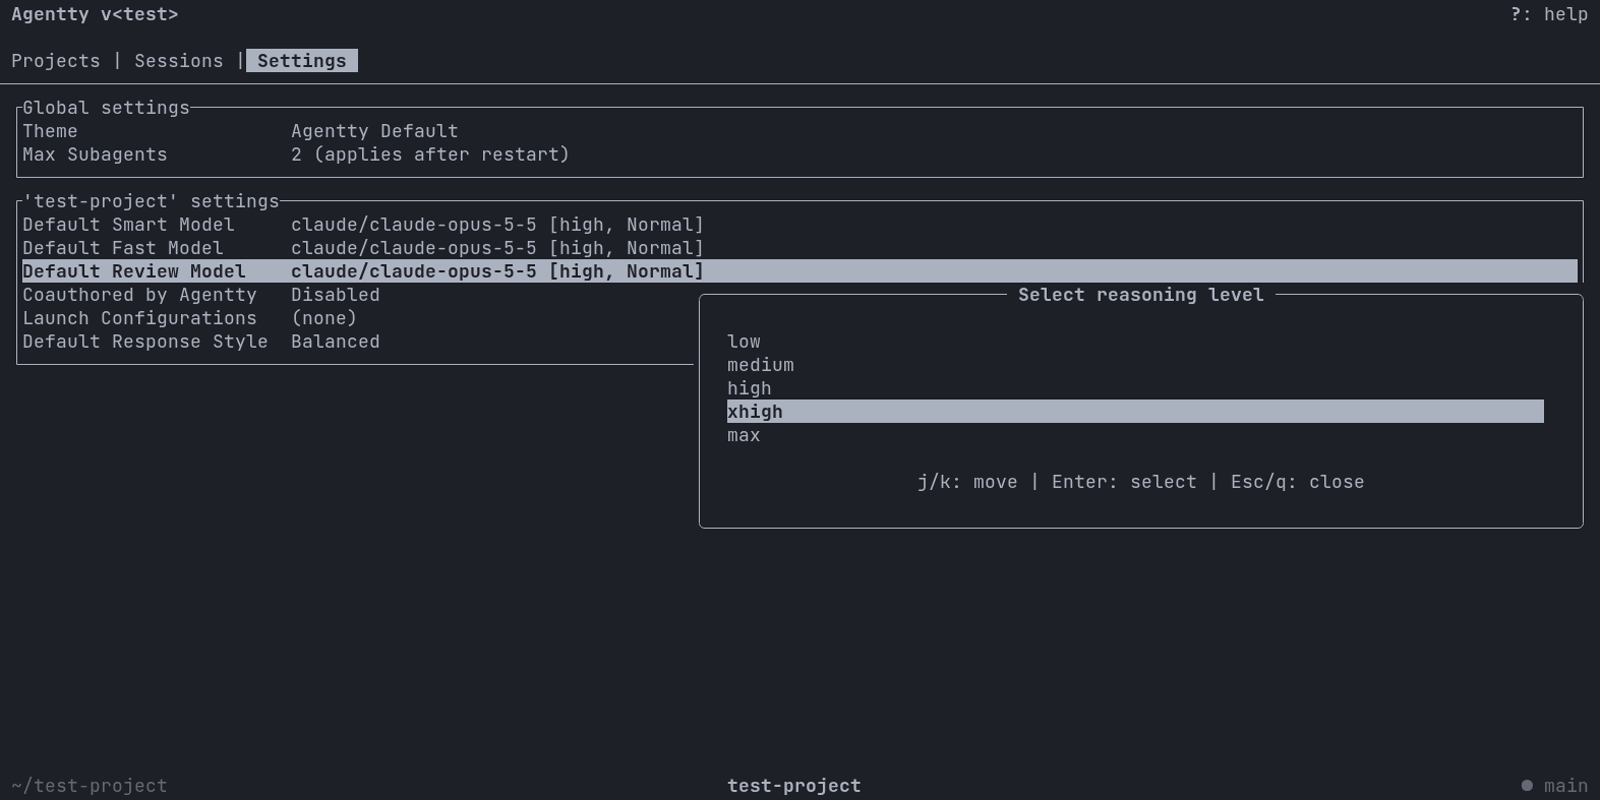 Agentty v<test>
?: help
Projects | Sessions | Settings
Global settings
Theme Agentty Default
Max Subagents 2 (applies after restart)
'test-project' settings
Default Smart Model claude/claude-opus-5-5 [high, Normal]
Default Fast Model claude/claude-opus-5-5 [high, Normal]
Default Review Model claude/claude-opus-5-5 [high, Normal]
Coauthored by Agentty Disabled
Launch Configurations (none)
Default Response Style Balanced
Select reasoning level
low
medium
high
xhigh
max
j/k: move | Enter: select | Esc/q: close
~/test-project
test-project
● main